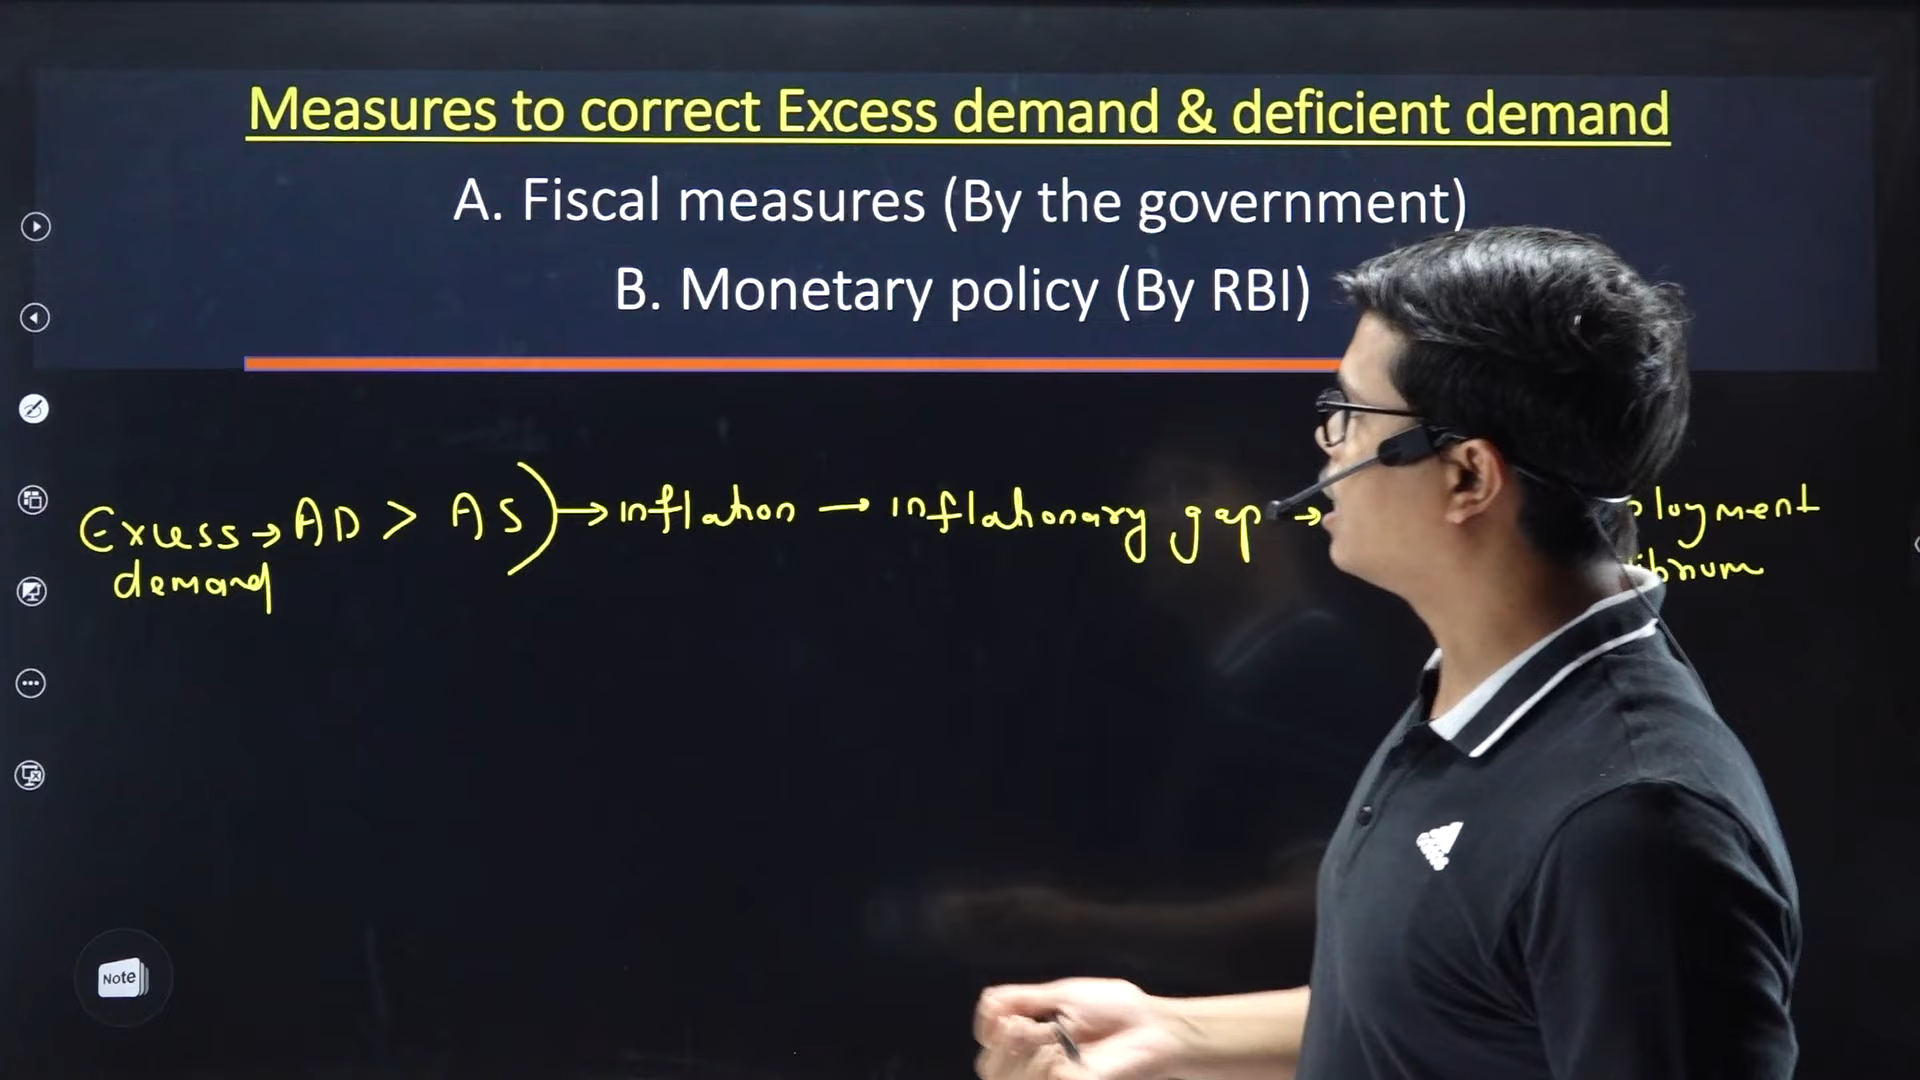 Measures to correct Excess demand & deficient demand
A. Fiscal measures (By the government)
B. Monetary policy (By RBI)
Excess → AD > AS) → Inflation → Inflationary gap →
demand
Note